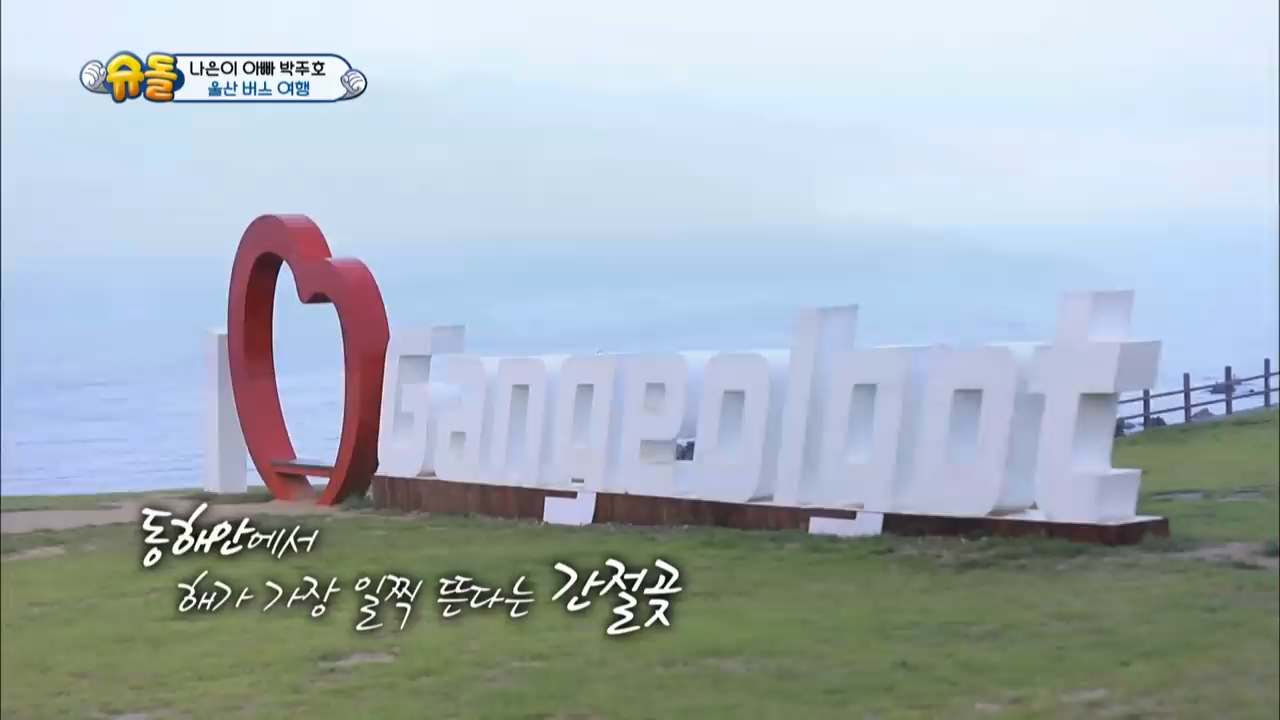 슈돌
나은이 아빠 박주호
울산 버스 여행
I
Gangeolgot
동해안에서
해가 가장 일찍 뜬다는 간절곶